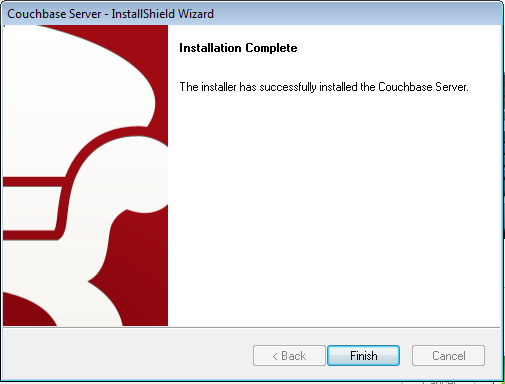 Couchbase Server - InstallShield Wizard
Installation Complete
The installer has successfully installed the Couchbase Server.
< Back
Finish
Cancel